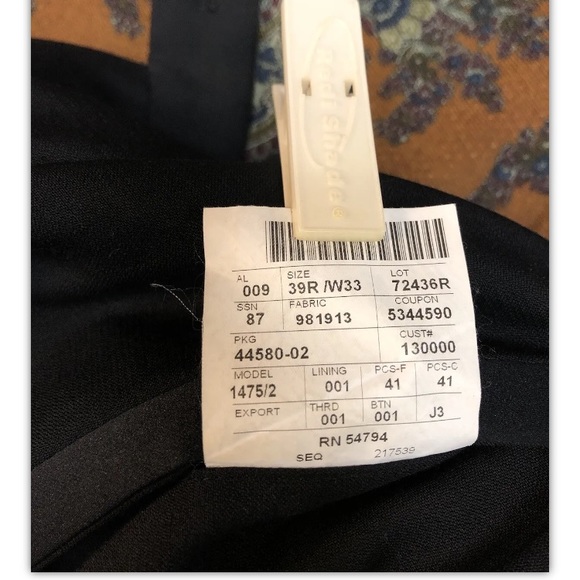 AL SIZE LOT
009 39R /W33 72436R
SSN FABRIC COUPON
87 981913 5344590
PKG CUST#
44580-02 130000
MODEL LINING PCS-F PCS-C
1475/2 001 41 41
EXPORT THRD BTN J3
001 001
RN 54794
SEQ 217539